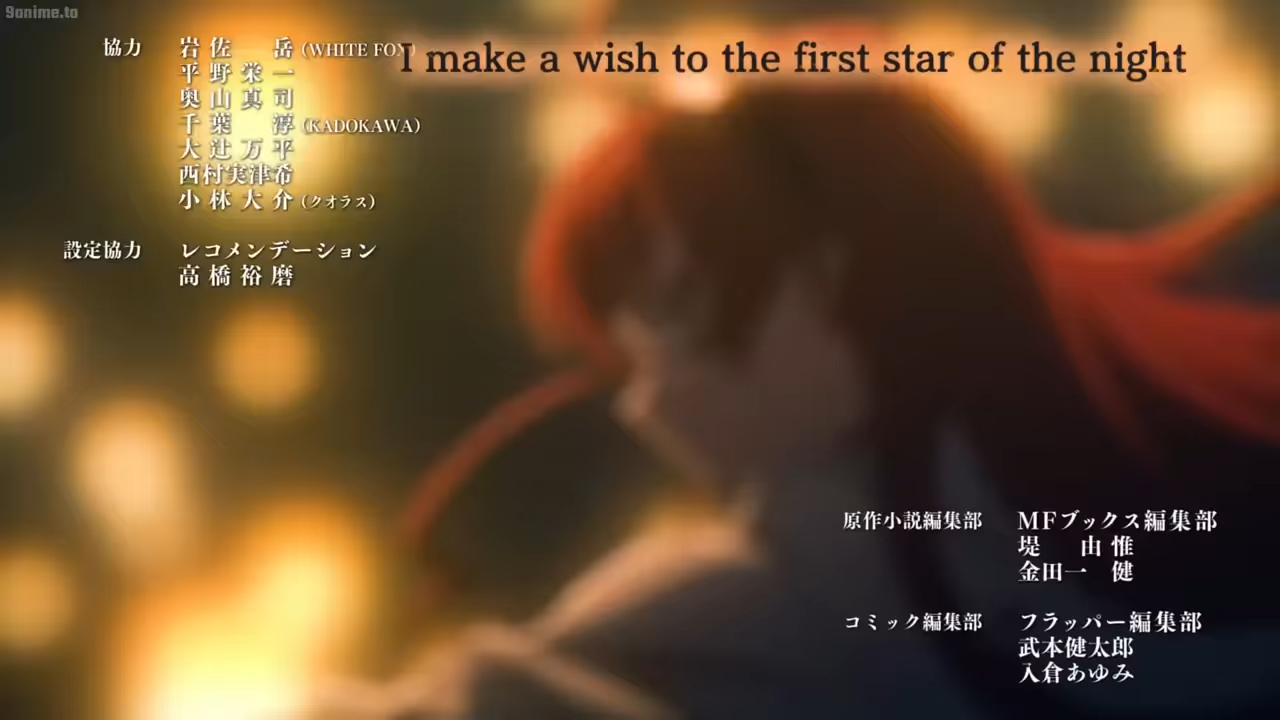 9anime.to
I make a wish to the first star of the night
協力 岩佐 岳 (WHITE FOX)
平野栄一
奥山真司
千葉 淳 (KADOKAWA)
大辻万平
西村実津希
小林大介 (クオラス)
設定協力 レコメンデーション
高橋裕磨
原作小説編集部 MFブックス編集部
堤 由惟
金田一 健
コミック編集部 フラッパー編集部
武本健太郎
入倉あゆみ